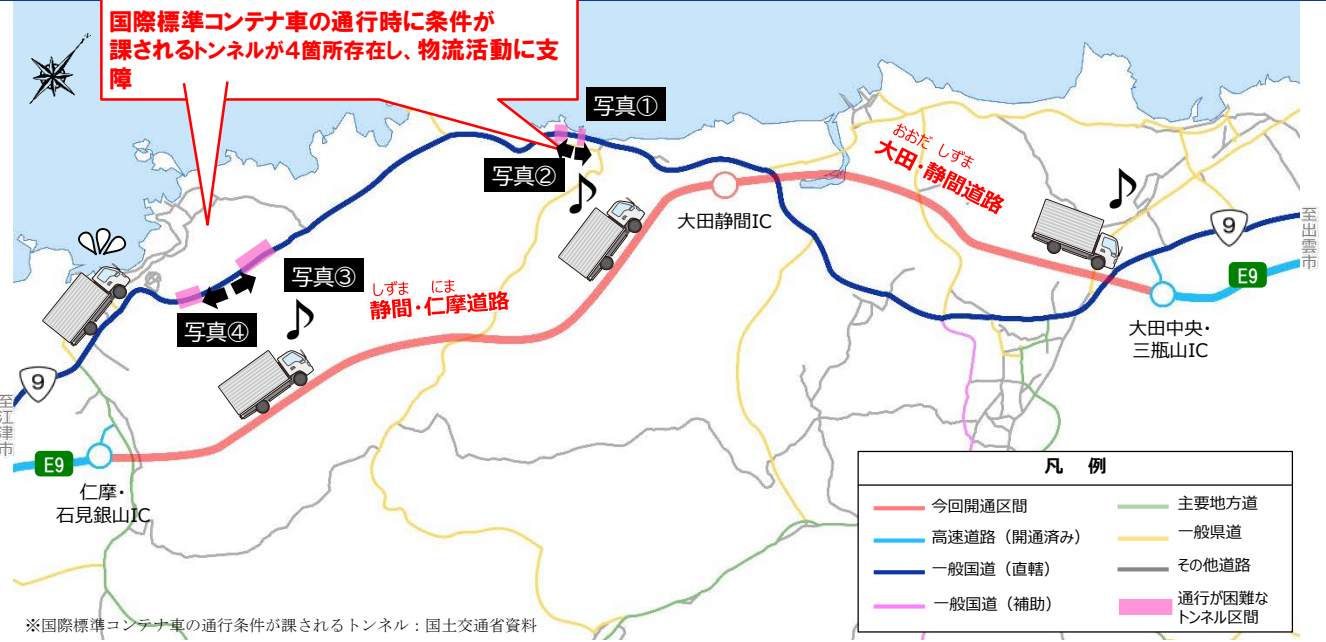 国際標準コンテナ車の通行時に条件が
課されるトンネルが4箇所存在し、物流活動に支
障
写真①
写真②
おおだ しずま
大田・静間道路
大田静間IC
9
至出雲市
E9
大田中央・
三瓶山IC
写真③
しずま にま
静間・仁摩道路
写真④
9
至江津市
E9
仁摩・
石見銀山IC
凡 例
今回開通区間
主要地方道
高速道路（開通済み）
一般県道
一般国道（直轄）
その他道路
一般国道（補助）
通行が困難な
トンネル区間
※国際標準コンテナ車の通行条件が課されるトンネル：国土交通省資料